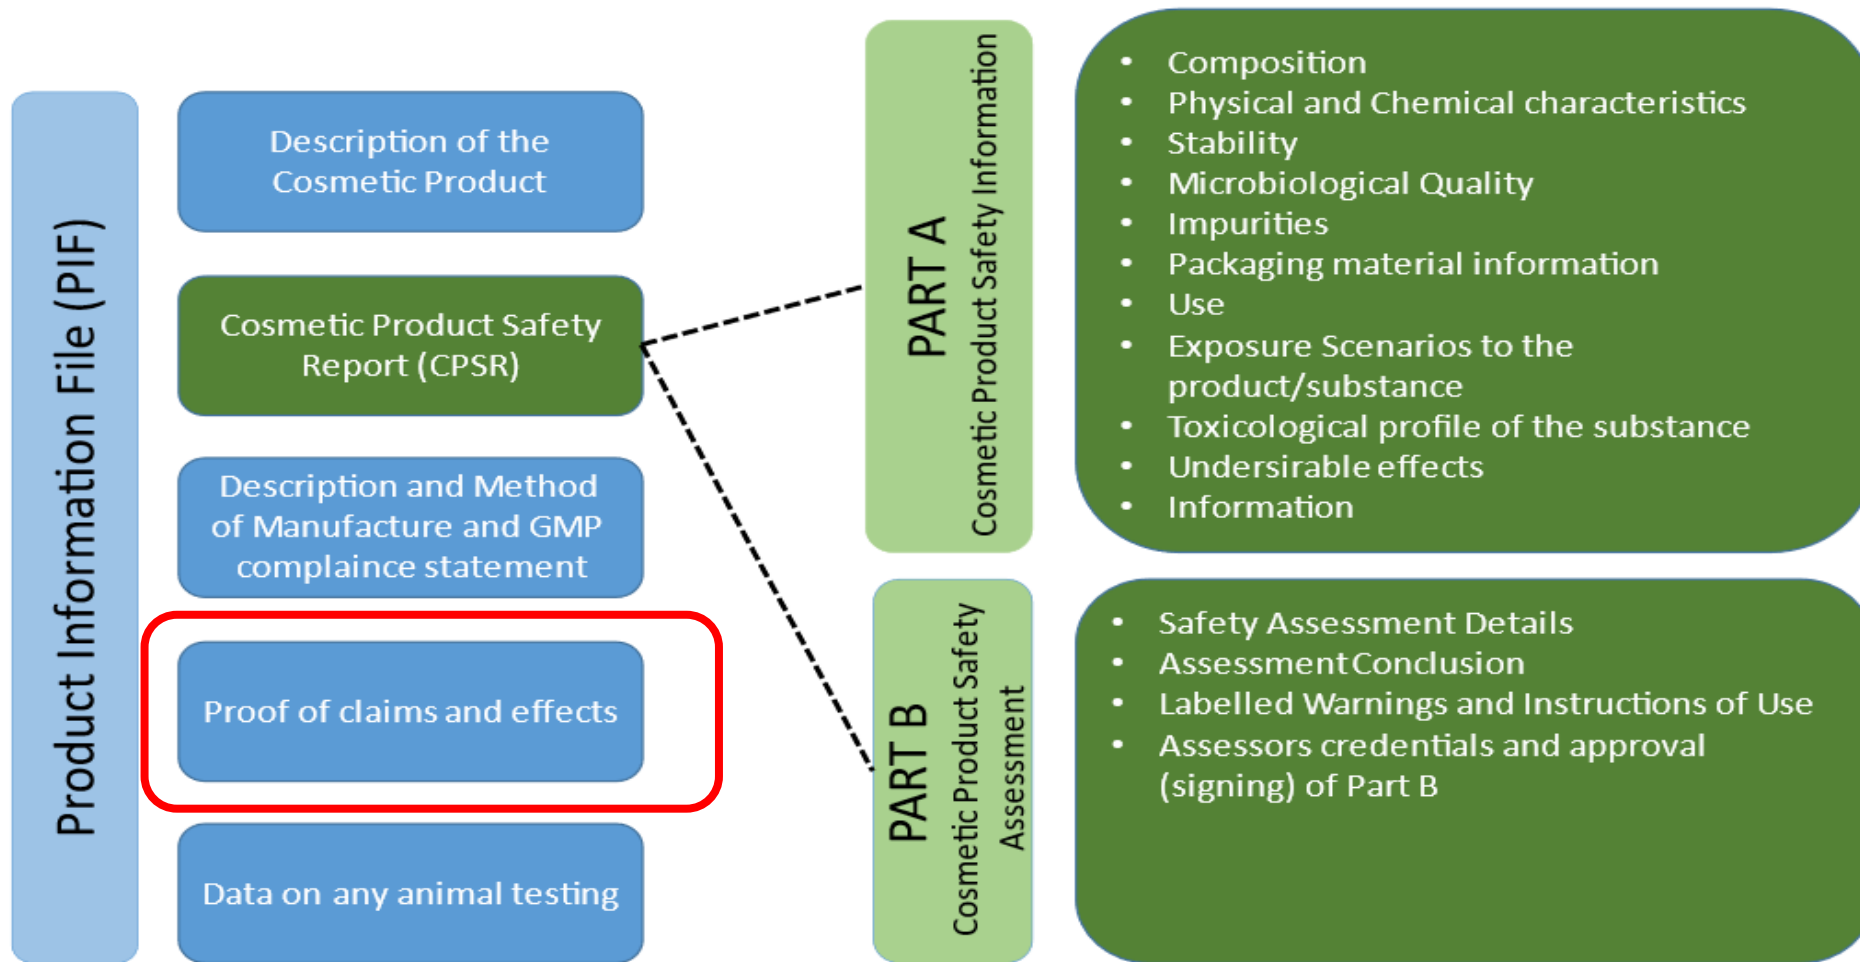 Product Information File (PIF)
Description of the
Cosmetic Product
Cosmetic Product Safety
Report (CPSR)
Description and Method
of Manufacture and GMP
complaince statement
Proof of claims and effects
Data on any animal testing
PART A
Cosmetic Product Safety Information
• Composition
• Physical and Chemical characteristics
• Stability
• Microbiological Quality
• Impurities
• Packaging material information
• Use
• Exposure Scenarios to the
product/substance
• Toxicological profile of the substance
• Undersirable effects
• Information
PART B
Cosmetic Product Safety
Assessment
• Safety Assessment Details
• Assessment Conclusion
• Labelled Warnings and Instructions of Use
• Assessors credentials and approval
(signing) of Part B